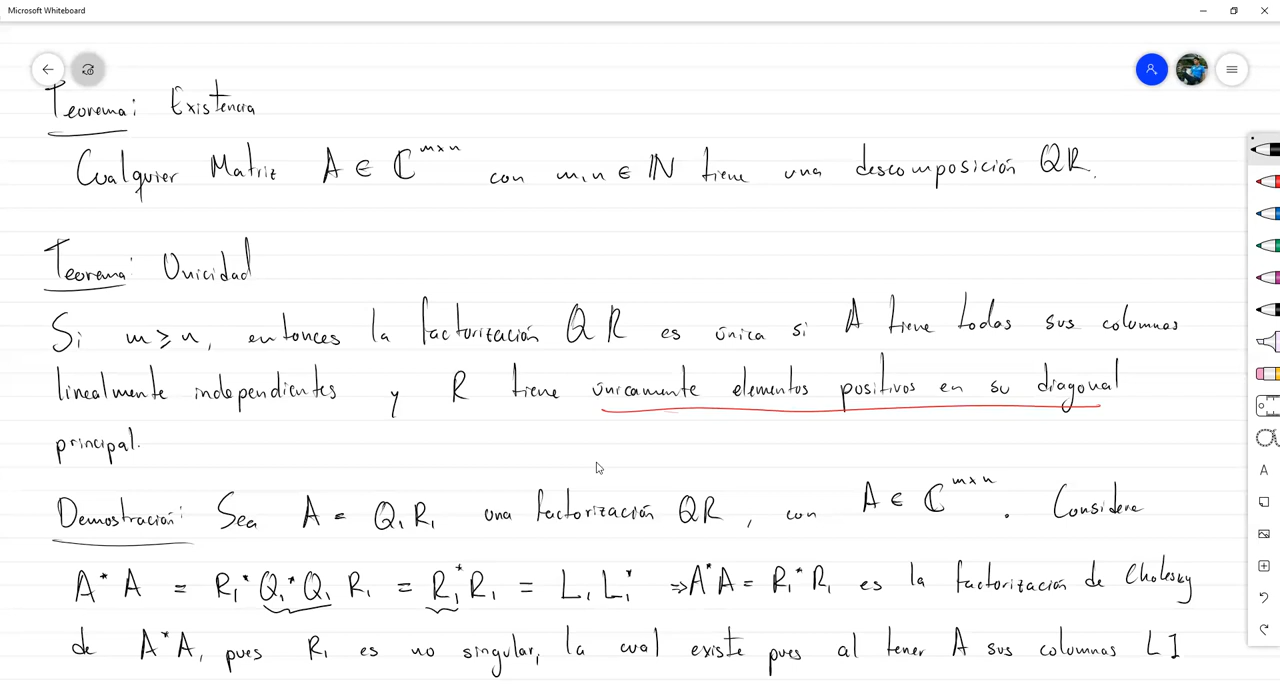 Microsoft Whiteboard
Teorema: Existencia
Cualquier Matriz A ∈ ℂ^{m×n} con m,n ∈ ℕ tiene una descomposición QR.
Teorema: Unicidad
Si m ≥ n, entonces la factorización QR es única si A tiene todas sus columnas
linealmente independientes y R tiene únicamente elementos positivos en su diagonal
principal.
Demostración: Sea A = Q₁R₁ una factorización QR, con A ∈ ℂ^{m×n}. Considere
A*A = R₁*Q₁*Q₁R₁ = R₁*R₁ = L₁L₁* ⇒ A*A = R₁*R₁ es la factorización de Cholesky
de A*A, pues R₁ es no singular, la cual existe pues al tener A sus columnas LI